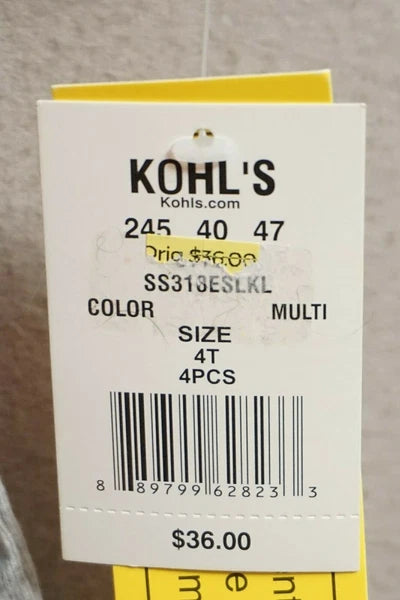 KOHL'S
Kohls.com
245 40 47
Orig $36.00
SS313ESLKL
COLOR MULTI
SIZE
4T
4PCS
8 89799 62823 3
$36.00
nt
e
m